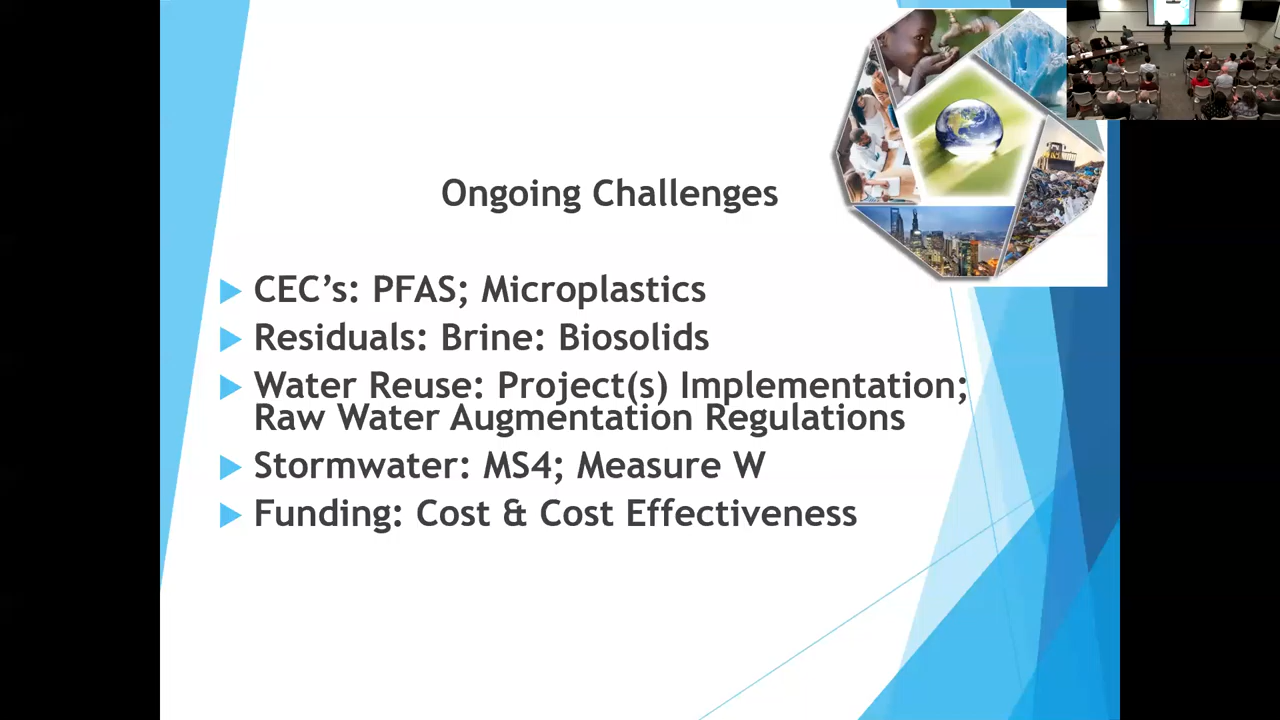 Ongoing Challenges
CEC’s: PFAS; Microplastics
Residuals: Brine: Biosolids
Water Reuse: Project(s) Implementation;
Raw Water Augmentation Regulations
Stormwater: MS4; Measure W
Funding: Cost & Cost Effectiveness